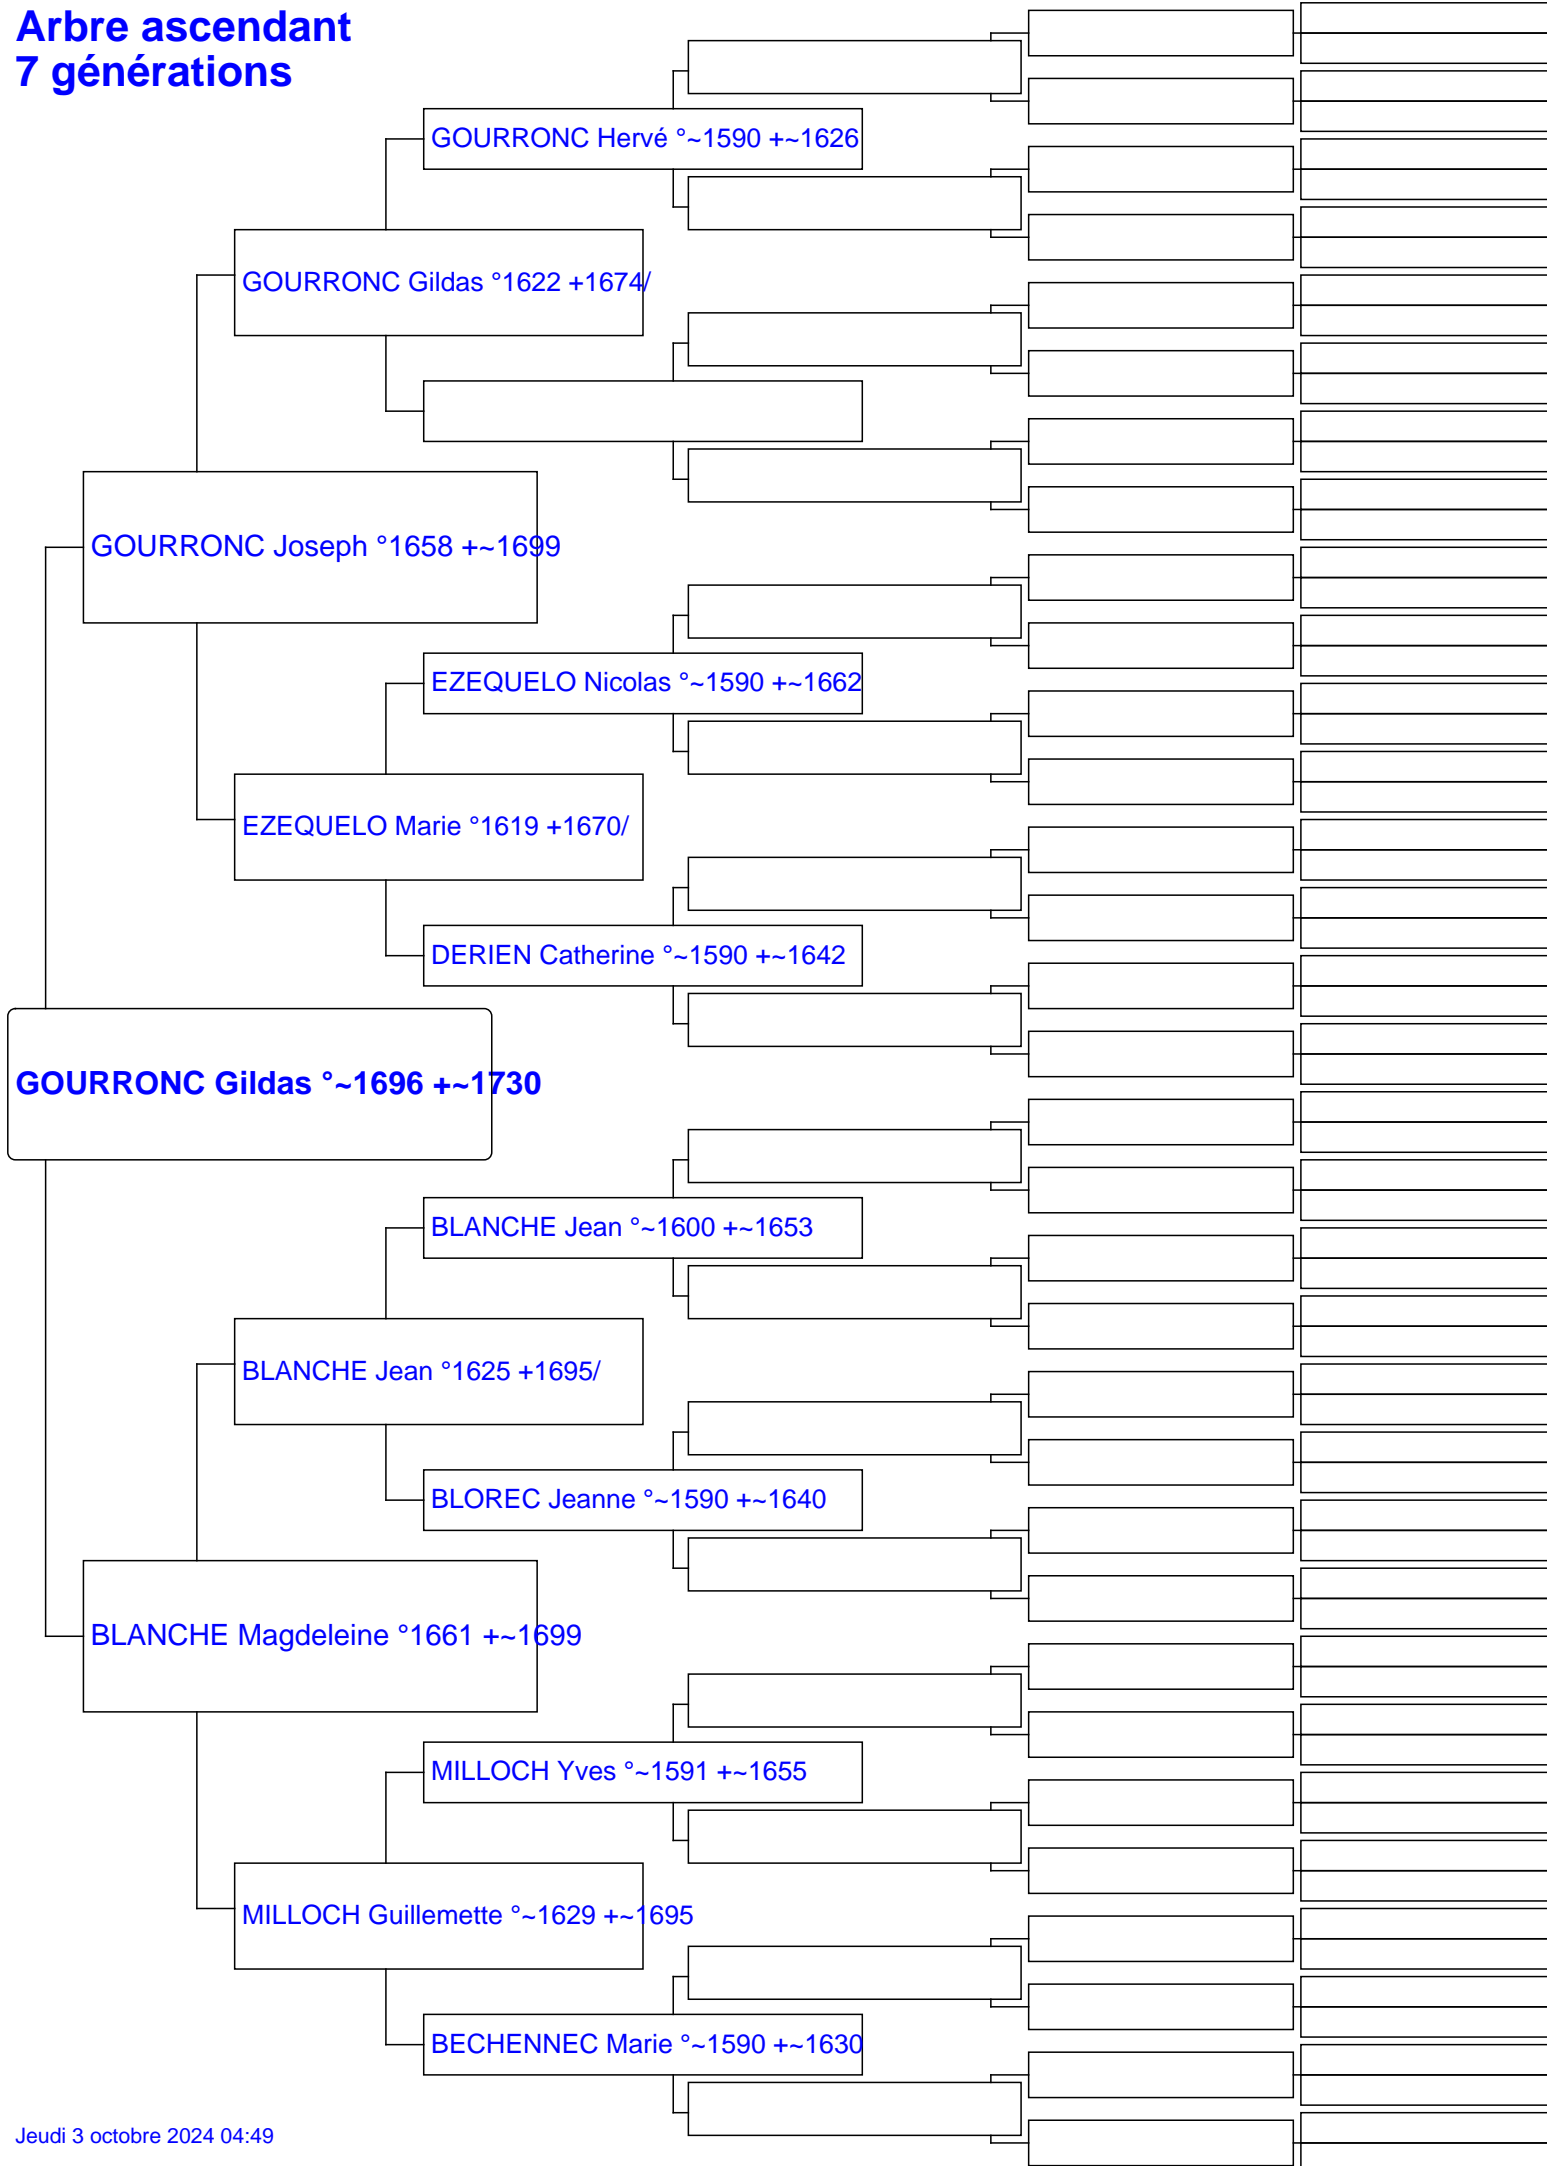 Arbre ascendant
7 générations
GOURRONC Hervé °~1590 +~1626
GOURRONC Gildas °1622 +1674/
GOURRONC Joseph °1658 +~1699
EZEQUELO Nicolas °~1590 +~1662
EZEQUELO Marie °1619 +1670/
DERIEN Catherine °~1590 +~1642
GOURRONC Gildas °~1696 +~1730
BLANCHE Jean °~1600 +~1653
BLANCHE Jean °1625 +1695/
BLOREC Jeanne °~1590 +~1640
BLANCHE Magdeleine °1661 +~1699
MILLOCH Yves °~1591 +~1655
MILLOCH Guillemette °~1629 +~1695
BECHENNEC Marie °~1590 +~1630
Jeudi 3 octobre 2024 04:49